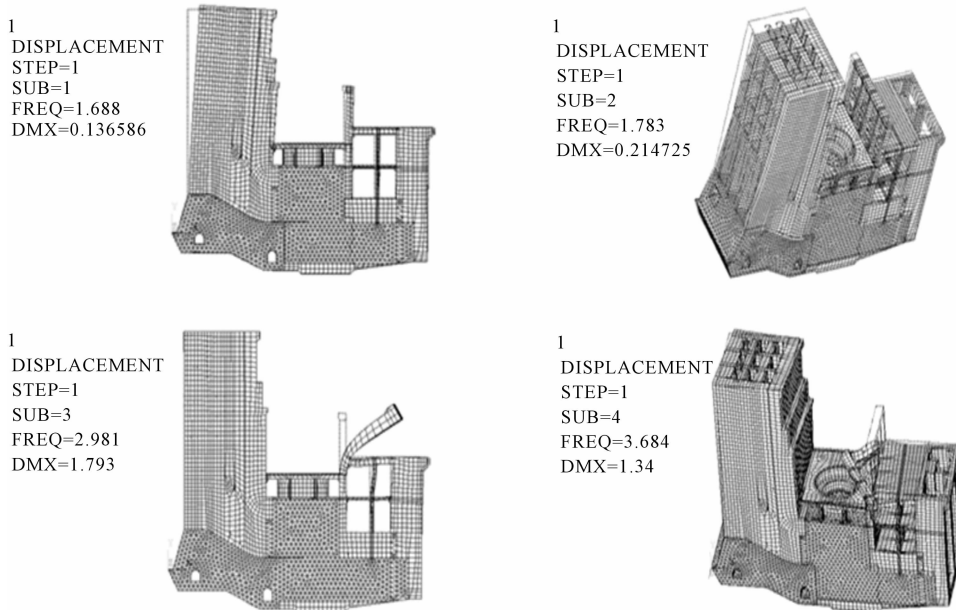 1
DISPLACEMENT
STEP=1
SUB=1
FREQ=1.688
DMX=0.136586
1
DISPLACEMENT
STEP=1
SUB=2
FREQ=1.783
DMX=0.214725
1
DISPLACEMENT
STEP=1
SUB=3
FREQ=2.981
DMX=1.793
1
DISPLACEMENT
STEP=1
SUB=4
FREQ=3.684
DMX=1.34